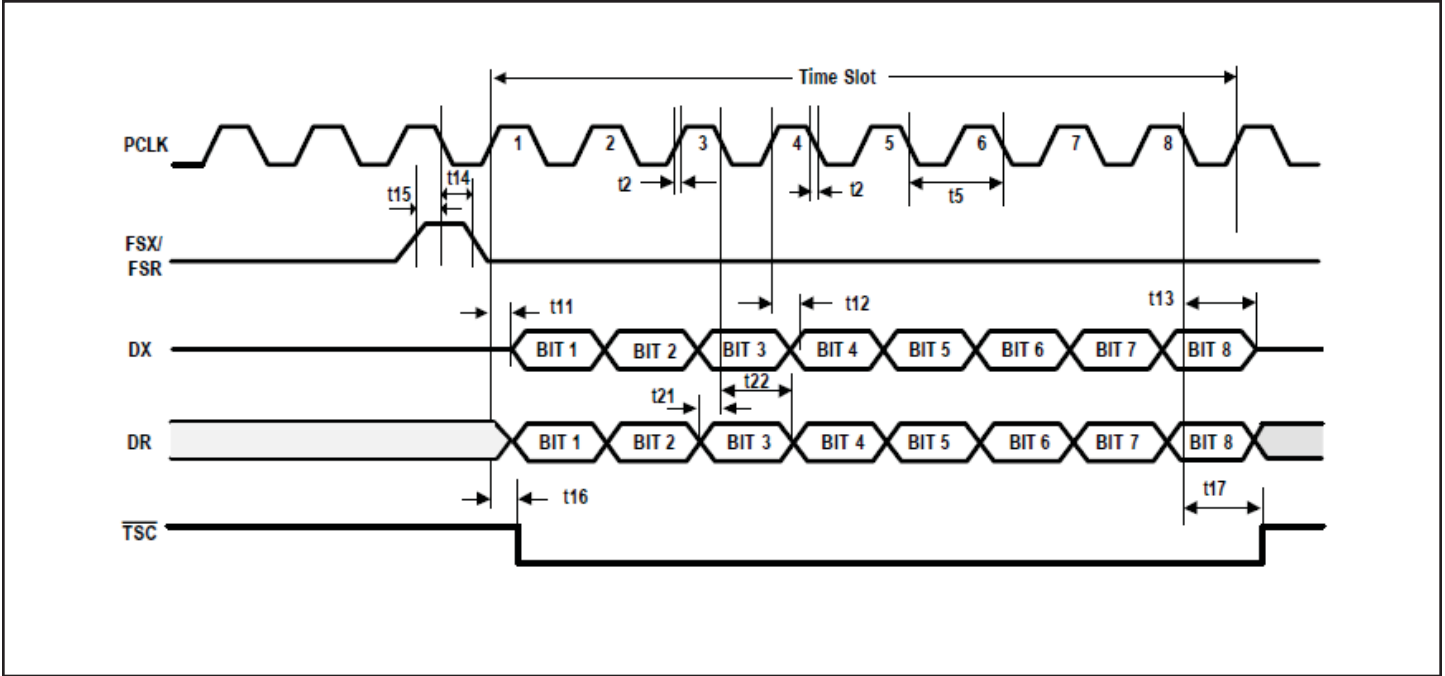 Time Slot
PCLK
1 2 3 4 5 6 7 8
t15 t14 t2 t2 t5
FSX/
FSR
t11 t12 t13
DX
BIT 1 BIT 2 BIT 3 BIT 4 BIT 5 BIT 6 BIT 7 BIT 8
t21 t22
DR
BIT 1 BIT 2 BIT 3 BIT 4 BIT 5 BIT 6 BIT 7 BIT 8
t16 t17
TSC